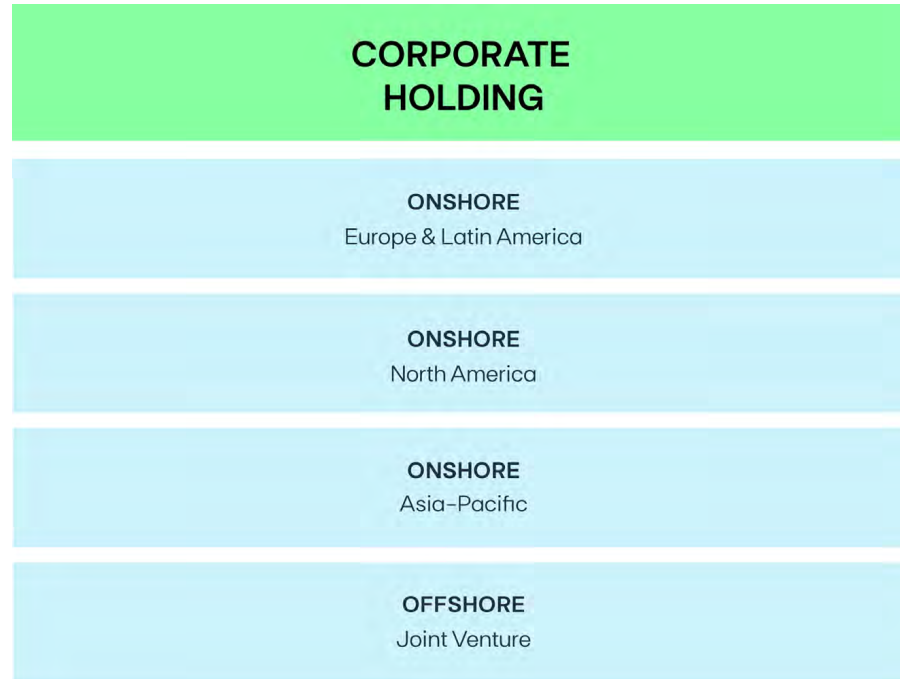 CORPORATE
HOLDING
ONSHORE
Europe & Latin America
ONSHORE
North America
ONSHORE
Asia-Pacific
OFFSHORE
Joint Venture